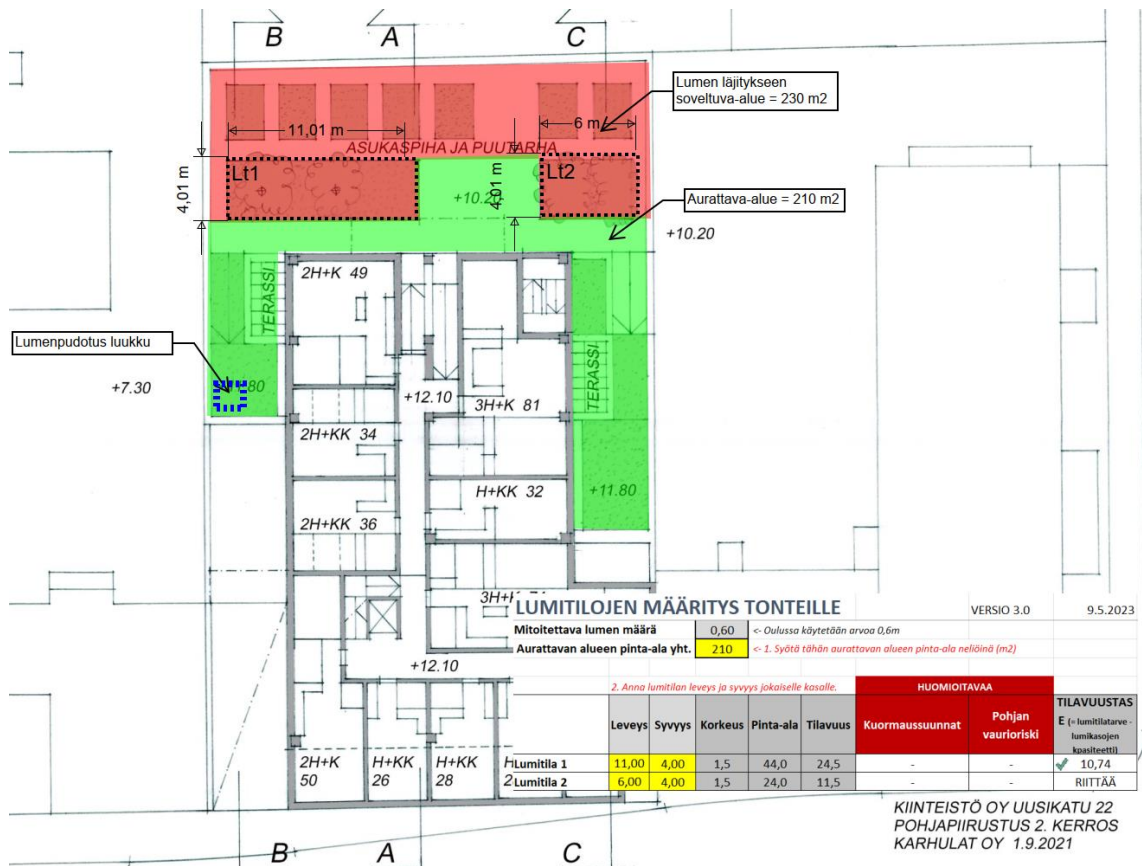 B
A
C
Lumen läjitykseen
soveltuva-alue = 230 m2
11,01 m
6 m
ASUKASPIHA JA PUUTARHA
Lt1
Lt2
4,01 m
4,01 m
+10.20
Aurattava-alue = 210 m2
+10.20
2H+K 49
TERASSI
Lumenpudotus luukku
+7.30
+12.10
3H+K 81
TERASSI
2H+KK 34
H+KK 32
+11.80
2H+KK 36
+12.10
LUMITILOJEN MÄÄRITYS TONTEILLE
VERSIO 3.0
9.5.2023
Mitoitettava lumen määrä
0,60
<- Oulussa käytetään arvoa 0,6m
Aurattavan alueen pinta-ala yht.
210
<- 1. Syötä tähän aurattavan alueen pinta-ala neliöinä (m2)
2. Anna lumitilan leveys ja syvyys jokaiselle kasalle.
HUOMIOITAVAA
Leveys Syvyys Korkeus Pinta-ala Tilavuus Kuormaussuunnat
Pohjan
vaurioriski
TILAVUUSTAS
E (= lumitilatarve -
lumikasojen
kpasiteetti)
Lumitila 1 11,00 4,00 1,5 44,0 24,5 - - 10,74
Lumitila 2 6,00 4,00 1,5 24,0 11,5 - - RIITTÄÄ
2H+K
50
H+KK
26
H+KK
28
KIINTEISTÖ OY UUSIKATU 22
POHJAPIIRUSTUS 2. KERROS
KARHULAT OY 1.9.2021
B
A
C